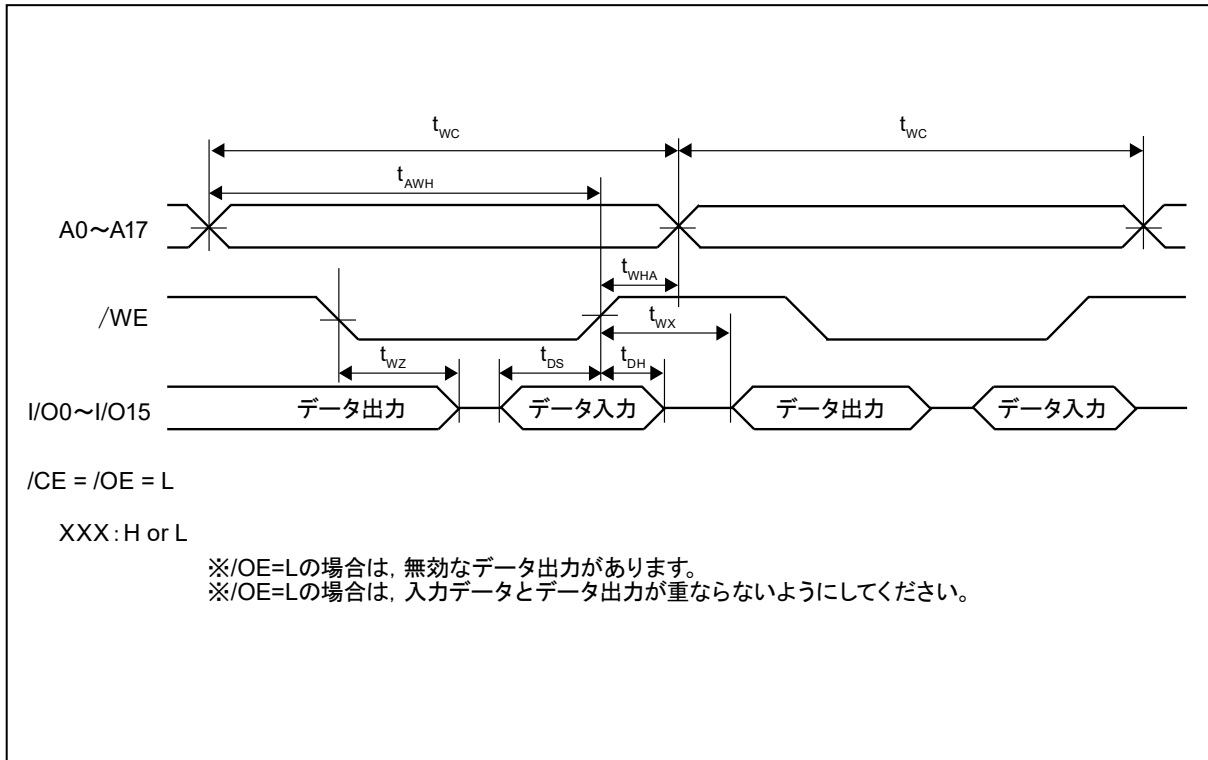 tWC tWC
tAWH
A0～A17
tWHA
/WE
tWX
tWZ tDS tDH
I/O0～I/O15 データ出力 データ入力 データ出力 データ入力
/CE = /OE = L
XXX：H or L
※/OE=Lの場合は，無効なデータ出力があります。
※/OE=Lの場合は，入力データとデータ出力が重ならないようにしてください。